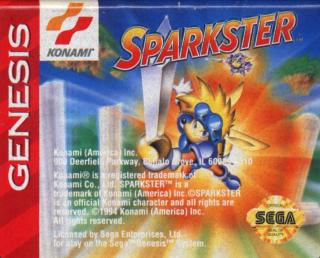 GENESIS
KONAMI
SPARKSTER
Konami (America) Inc.
900 Deerfield Parkway, Buffalo Grove, IL
Konami® is a registered trademark of
Konami Co., Ltd. SPARKSTER™ is a
trademark of Konami (America) Inc.©SPARKSTER
is an official Konami character and all rights are
reserved. ©1994 Konami (America) Inc.
All rights reserved.
Licensed by Sega Enterprises, Ltd.
for play on the Sega™Genesis™ System.
SEGA